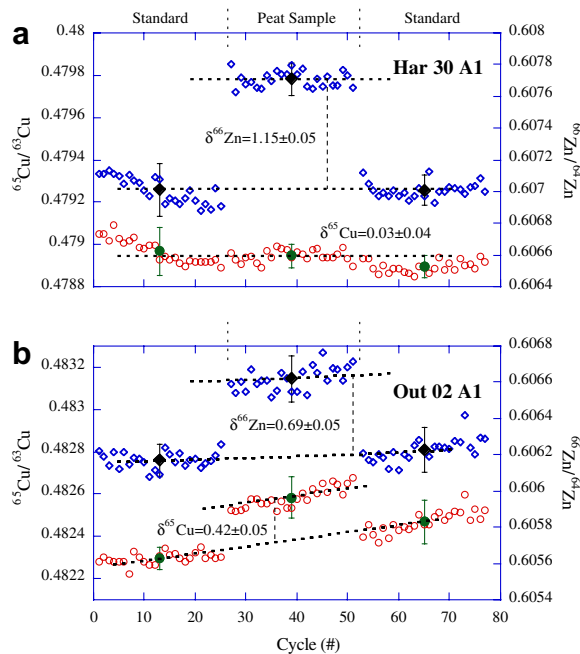 Standard Peat Sample Standard
a
0.48
0.4798
0.4796
0.4794
0.4792
0.479
0.4788
⁶⁵Cu/⁶³Cu
Har 30 A1
δ⁶⁶Zn=1.15±0.05
δ⁶⁵Cu=0.03±0.04
0.608
0.6078
0.6076
0.6074
0.6072
0.607
0.6068
0.6066
0.6064
⁶⁶Zn/⁶⁴Zn
b
0.4832
0.483
0.4828
0.4826
0.4824
0.4822
⁶⁵Cu/⁶³Cu
Out 02 A1
δ⁶⁶Zn=0.69±0.05
δ⁶⁵Cu=0.42±0.05
0.6068
0.6066
0.6064
0.6062
0.606
0.6058
0.6056
0.6054
⁶⁶Zn/⁶⁴Zn
0 10 20 30 40 50 60 70 80
Cycle (#)